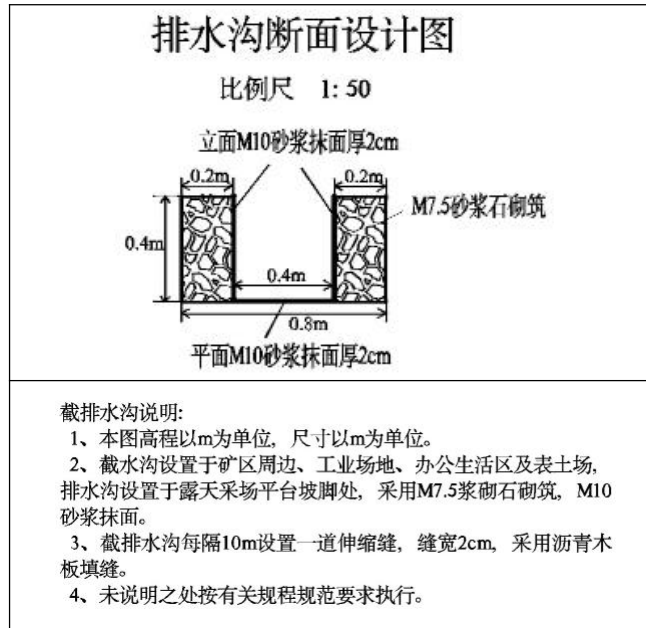 排水沟断面设计图
比例尺 1:50
立面M10砂浆抹面厚2cm
0.2m
0.2m
M7.5砂浆石砌筑
0.4m
0.4m
0.8m
平面M10砂浆抹面厚2cm
截排水沟说明:
1、本图高程以m为单位, 尺寸以m为单位。
2、截水沟设置于矿区周边、工业场地、办公生活区及表土场,
排水沟设置于露天采场平台坡脚处, 采用M7.5浆砌石砌筑, M10
砂浆抹面。
3、截排水沟每隔10m设置一道伸缩缝, 缝宽2cm, 采用沥青木
板填缝。
4、未说明之处按有关规程规范要求执行。